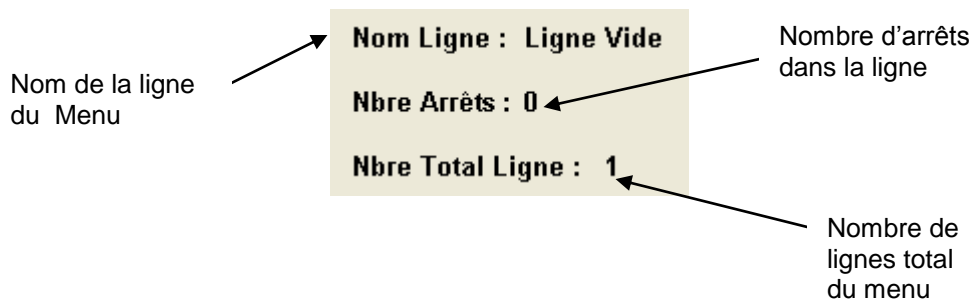 Nom Ligne : Ligne Vide
Nbre Arrêts : 0
Nbre Total Ligne : 1
Nom de la ligne
du Menu
Nombre d’arrêts
dans la ligne
Nombre de
lignes total
du menu